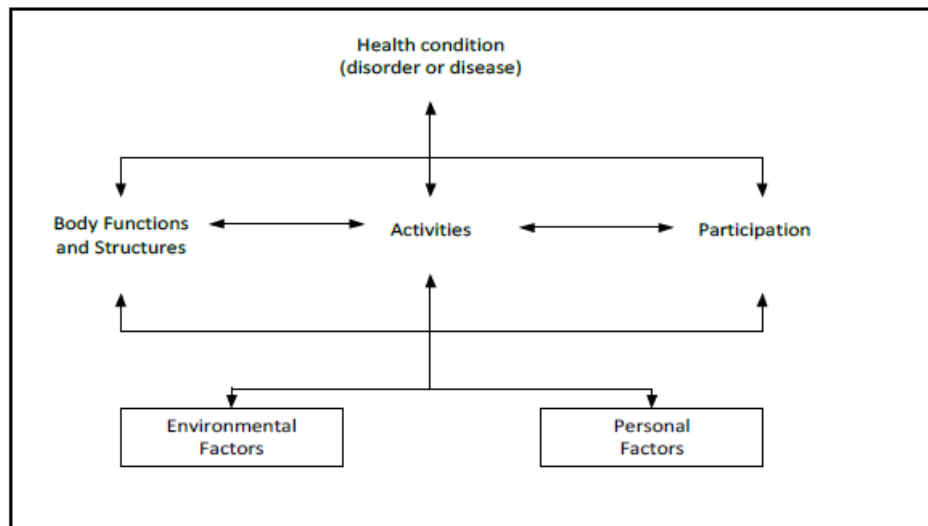 Health condition
(disorder or disease)
Body Functions
and Structures
Activities
Participation
Environmental
Factors
Personal
Factors